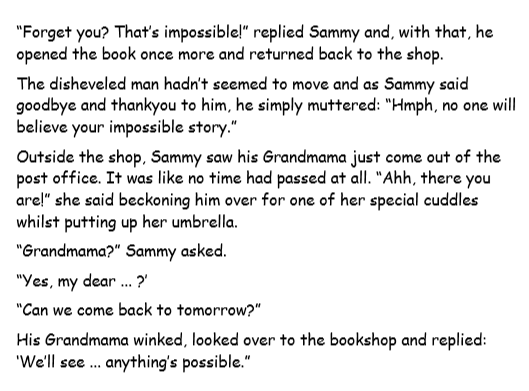 “Forget you? That’s impossible!” replied Sammy and, with that, he
opened the book once more and returned back to the shop.
The disheveled man hadn’t seemed to move and as Sammy said
goodbye and thankyou to him, he simply muttered: “Hmph, no one will
believe your impossible story.”
Outside the shop, Sammy saw his Grandmama just come out of the
post office. It was like no time had passed at all. “Ahh, there you
are!” she said beckoning him over for one of her special cuddles
whilst putting up her umbrella.
“Grandmama?” Sammy asked.
“Yes, my dear … ?’
“Can we come back to tomorrow?”
His Grandmama winked, looked over to the bookshop and replied:
‘We’ll see … anything’s possible.”